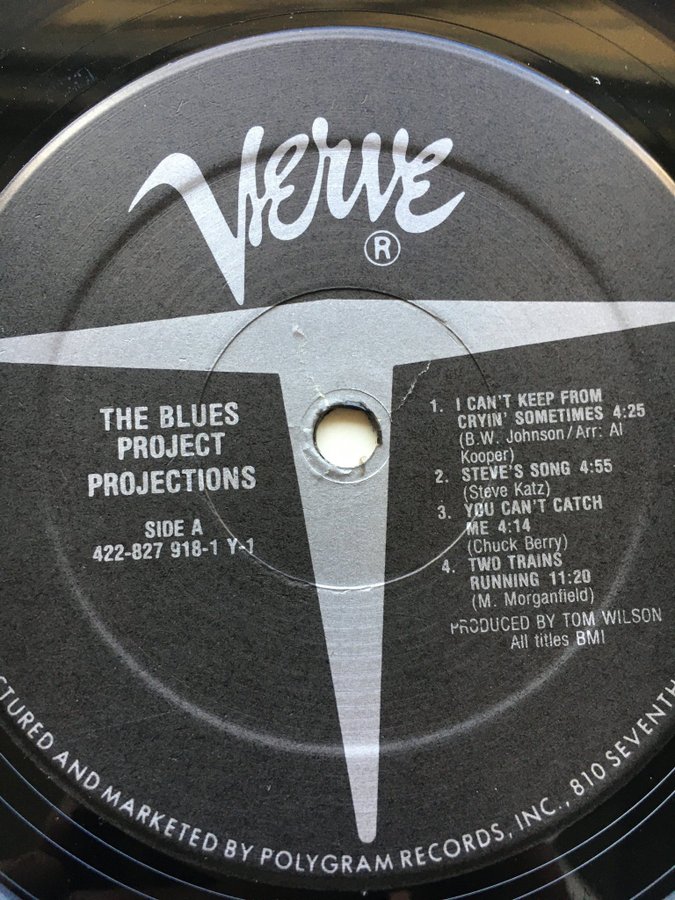 Verve
®
THE BLUES
PROJECT
PROJECTIONS
SIDE A
422-827 918-1 Y-1
1. I CAN'T KEEP FROM
CRYIN' SOMETIMES 4:25
(B.W. Johnson/Arr: Al
Kooper)
2. STEVE'S SONG 4:55
(Steve Katz)
3. YOU CAN'T CATCH
ME 4:14
(Chuck Berry)
4. TWO TRAINS
RUNNING 11:20
(M. Morganfield)
PRODUCED BY TOM WILSON
All titles BMI
CTURED AND MARKETED BY POLYGRAM RECORDS, INC., 810 SEVENTH